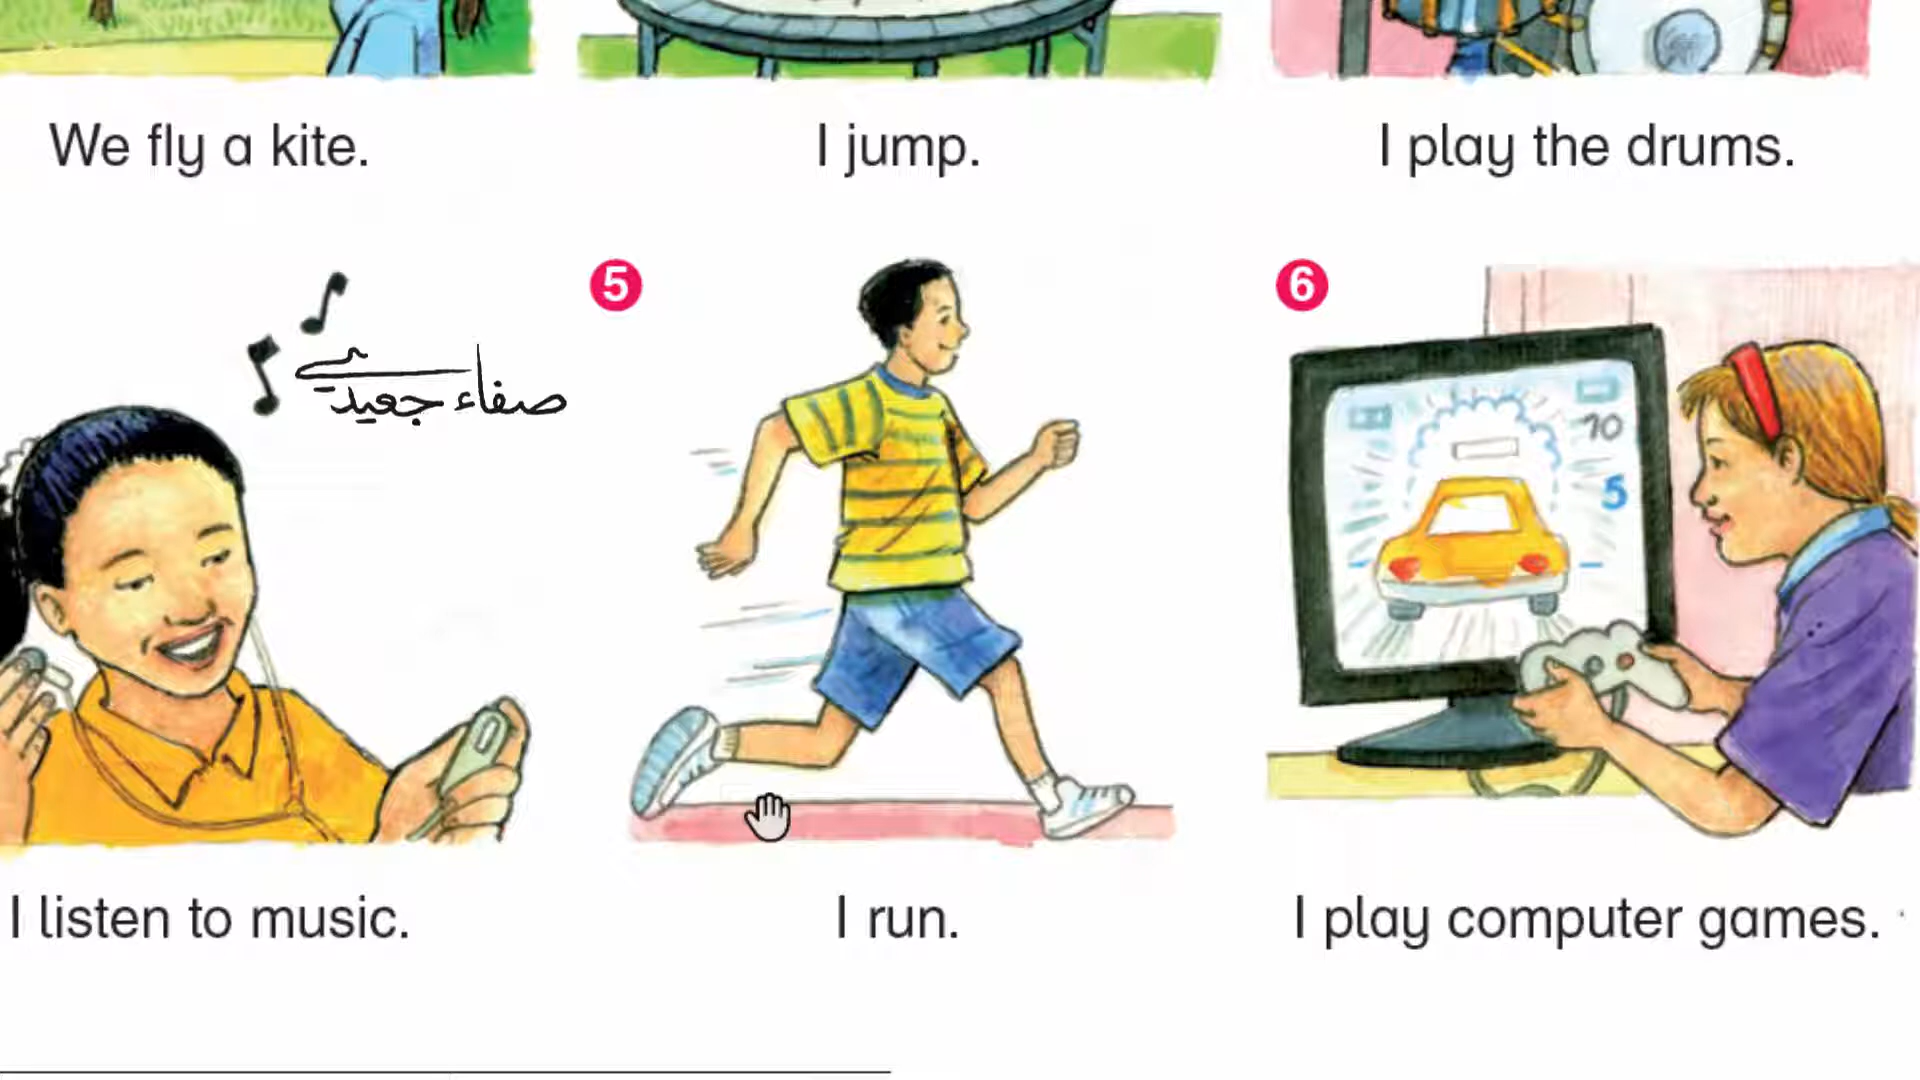 We fly a kite.
I jump.
I play the drums.
صفاء جعيدي
5
6
10
5
I listen to music.
I run.
I play computer games.